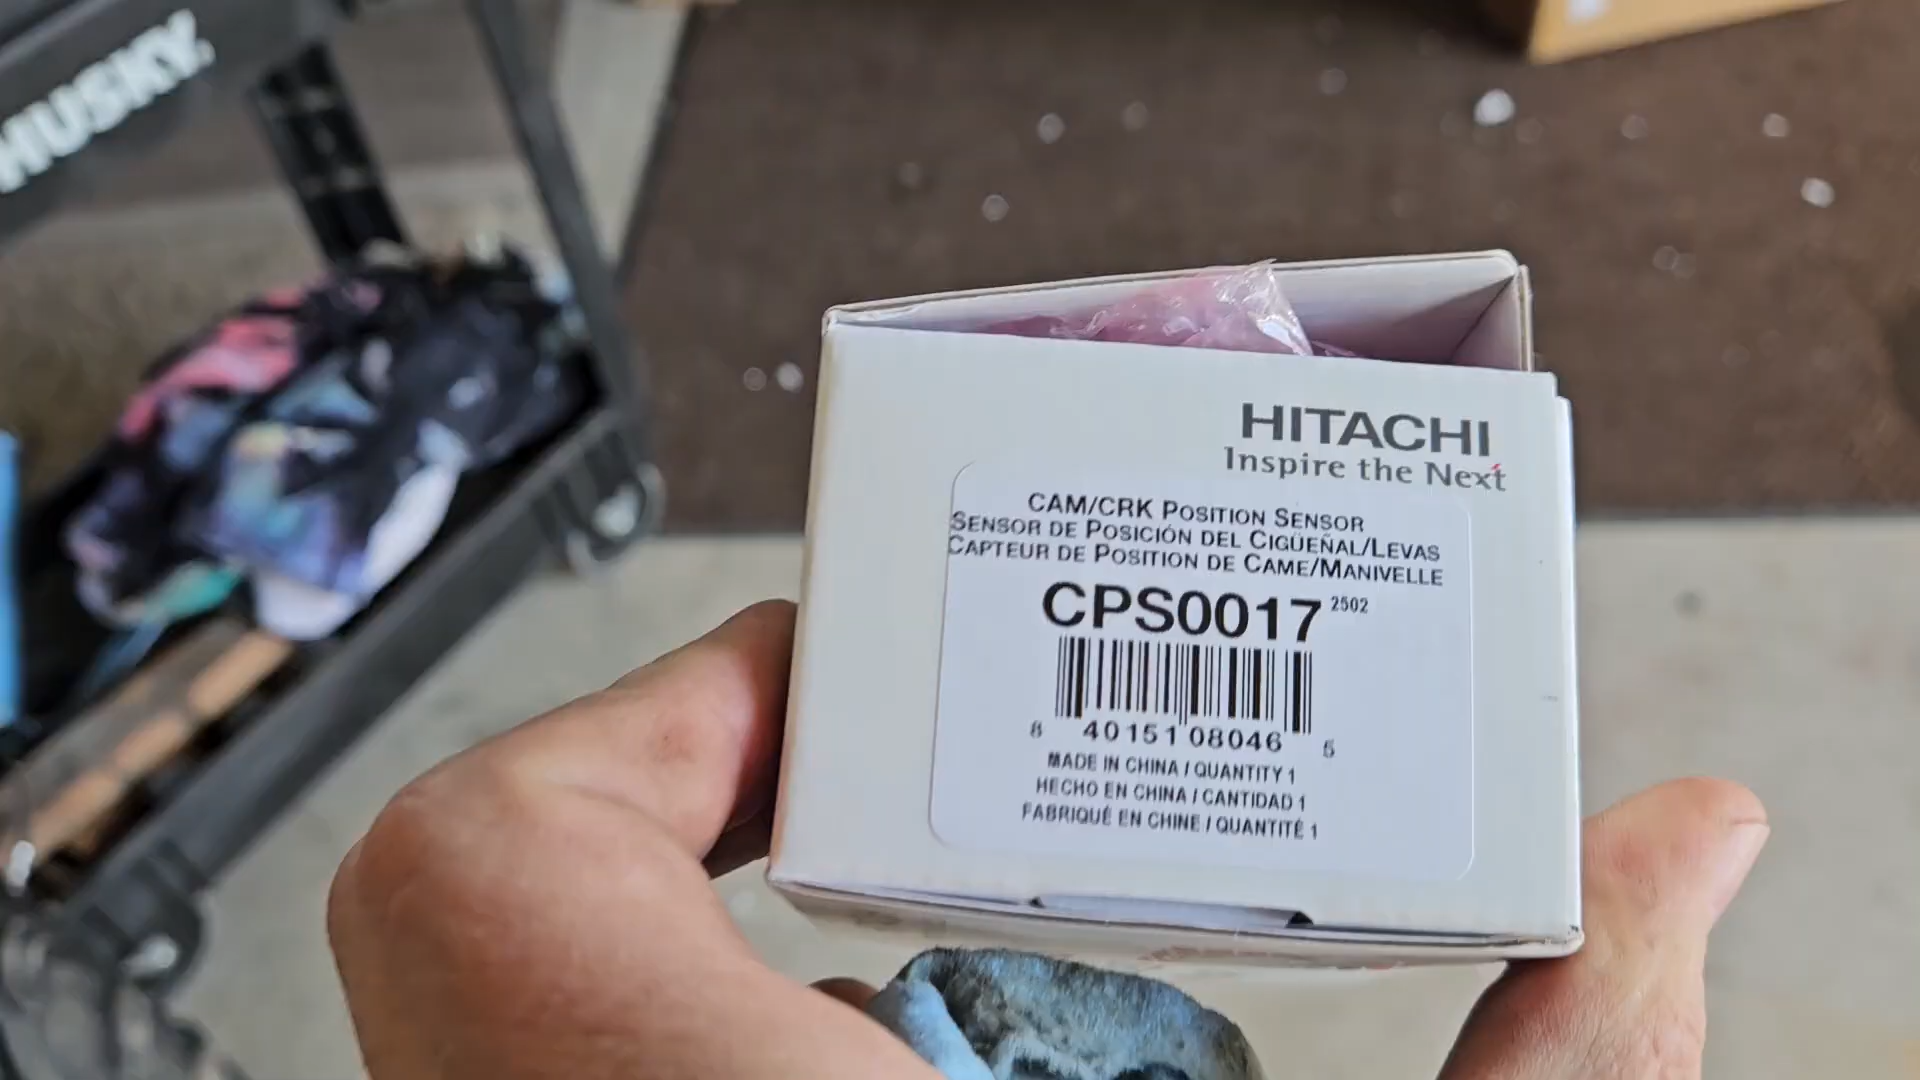 HUSKY
HITACHI
Inspire the Next
CAM/CRK POSITION SENSOR
SENSOR DE POSICIÓN DEL CIGÜEÑAL/LEVAS
CAPTEUR DE POSITION DE CAME/MANIVELLE
CPS0017 2502
8 40151 08046 5
MADE IN CHINA / QUANTITY 1
HECHO EN CHINA / CANTIDAD 1
FABRIQUÉ EN CHINE / QUANTITÉ 1